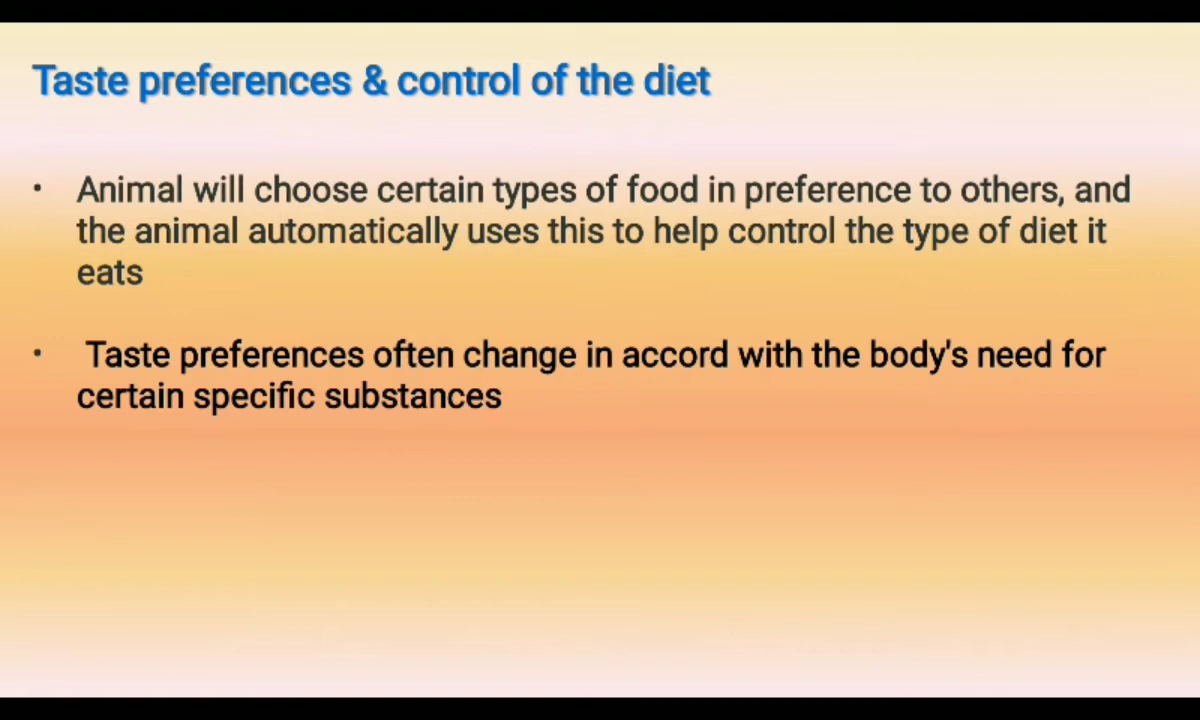 Taste preferences & control of the diet
• Animal will choose certain types of food in preference to others, and
the animal automatically uses this to help control the type of diet it
eats
• Taste preferences often change in accord with the body's need for
certain specific substances